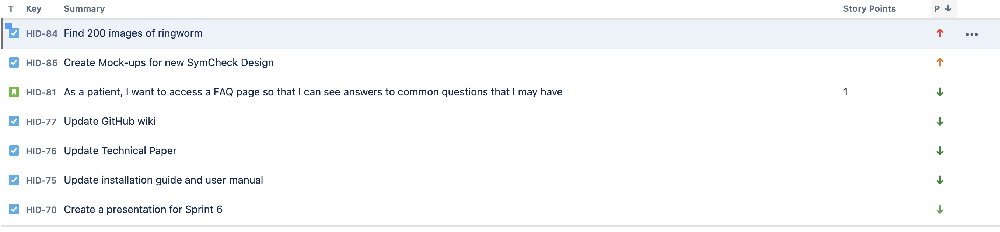 T Key Summary Story Points P
HID-84 Find 200 images of ringworm
HID-85 Create Mock-ups for new SymCheck Design
HID-81 As a patient, I want to access a FAQ page so that I can see answers to common questions that I may have 1
HID-77 Update GitHub wiki
HID-76 Update Technical Paper
HID-75 Update installation guide and user manual
HID-70 Create a presentation for Sprint 6